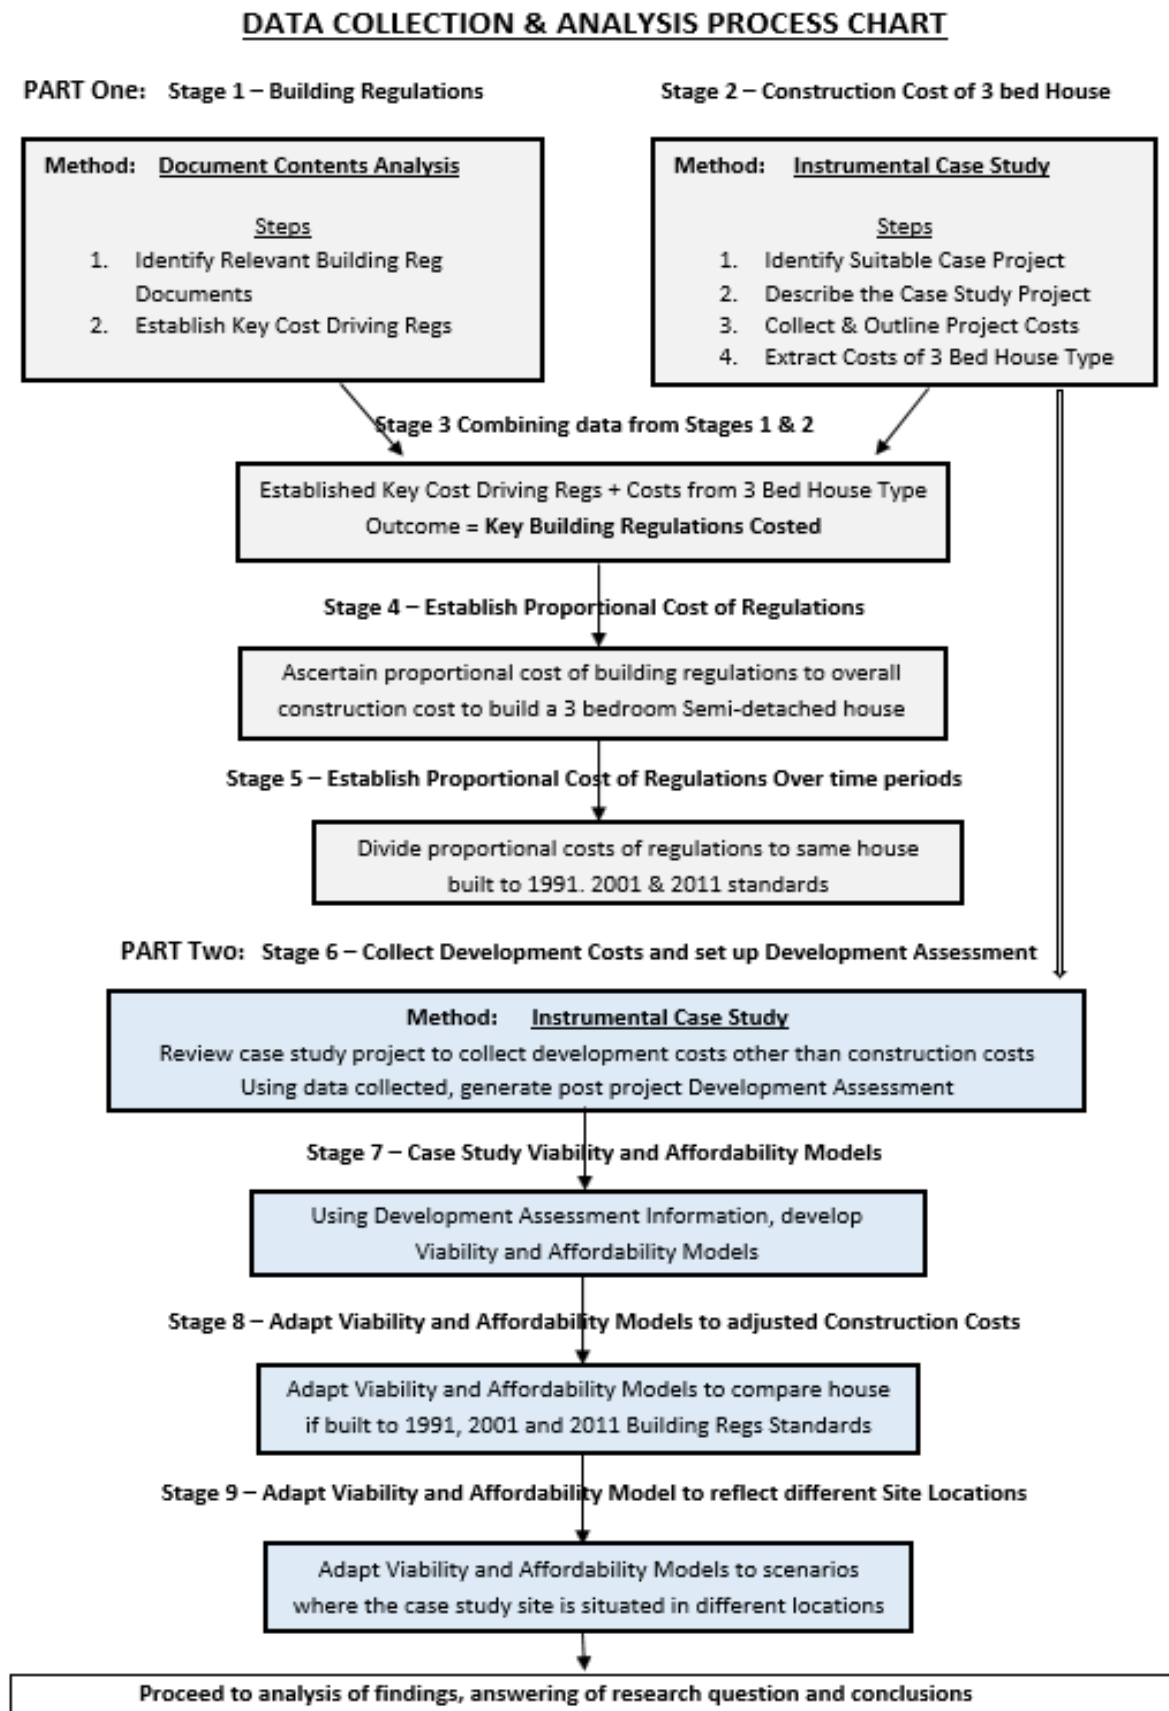 DATA COLLECTION & ANALYSIS PROCESS CHART
PART One: Stage 1 – Building Regulations
Stage 2 – Construction Cost of 3 bed House
Method: Document Contents Analysis
Steps
1. Identify Relevant Building Reg
Documents
2. Establish Key Cost Driving Regs
Method: Instrumental Case Study
Steps
1. Identify Suitable Case Project
2. Describe the Case Study Project
3. Collect & Outline Project Costs
4. Extract Costs of 3 Bed House Type
Stage 3 Combining data from Stages 1 & 2
Established Key Cost Driving Regs + Costs from 3 Bed House Type
Outcome = Key Building Regulations Costed
Stage 4 – Establish Proportional Cost of Regulations
Ascertain proportional cost of building regulations to overall
construction cost to build a 3 bedroom Semi-detached house
Stage 5 – Establish Proportional Cost of Regulations Over time periods
Divide proportional costs of regulations to same house
built to 1991. 2001 & 2011 standards
PART Two: Stage 6 – Collect Development Costs and set up Development Assessment
Method: Instrumental Case Study
Review case study project to collect development costs other than construction costs
Using data collected, generate post project Development Assessment
Stage 7 – Case Study Viability and Affordability Models
Using Development Assessment Information, develop
Viability and Affordability Models
Stage 8 – Adapt Viability and Affordability Models to adjusted Construction Costs
Adapt Viability and Affordability Models to compare house
if built to 1991, 2001 and 2011 Building Regs Standards
Stage 9 – Adapt Viability and Affordability Model to reflect different Site Locations
Adapt Viability and Affordability Models to scenarios
where the case study site is situated in different locations
Proceed to analysis of findings, answering of research question and conclusions